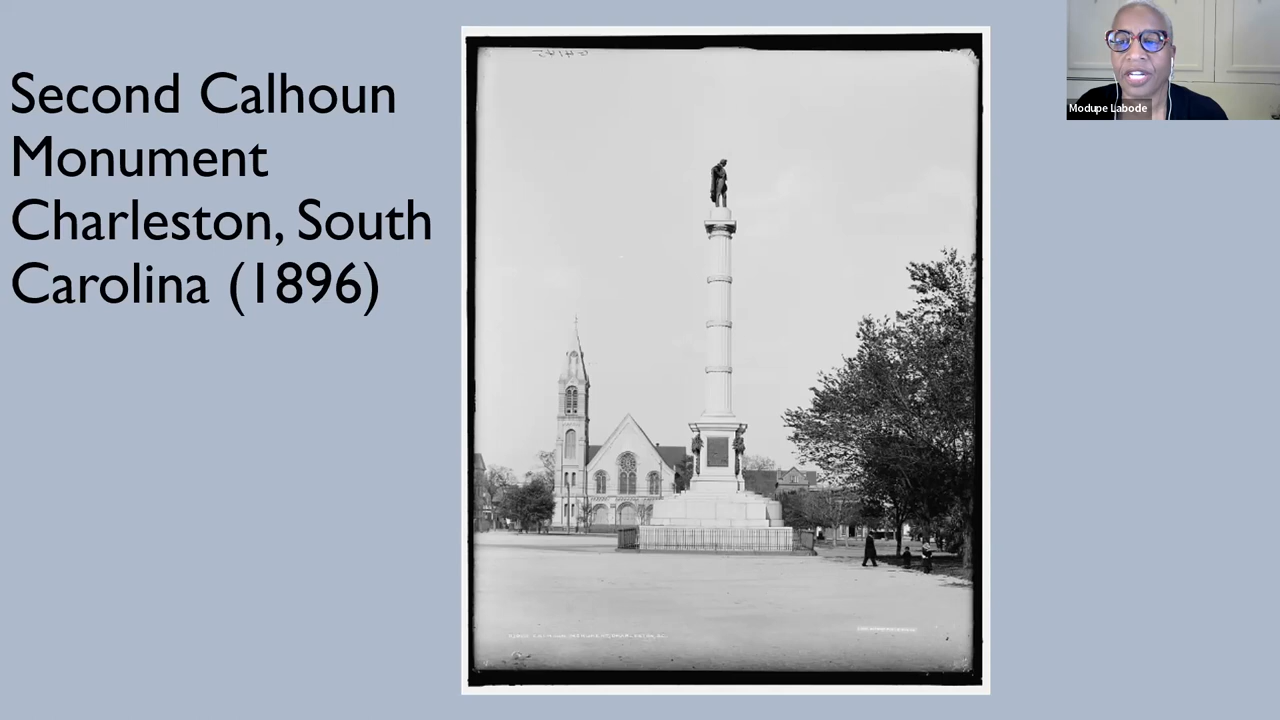 Second Calhoun
Monument
Charleston, South
Carolina (1896)
Modupe Labode